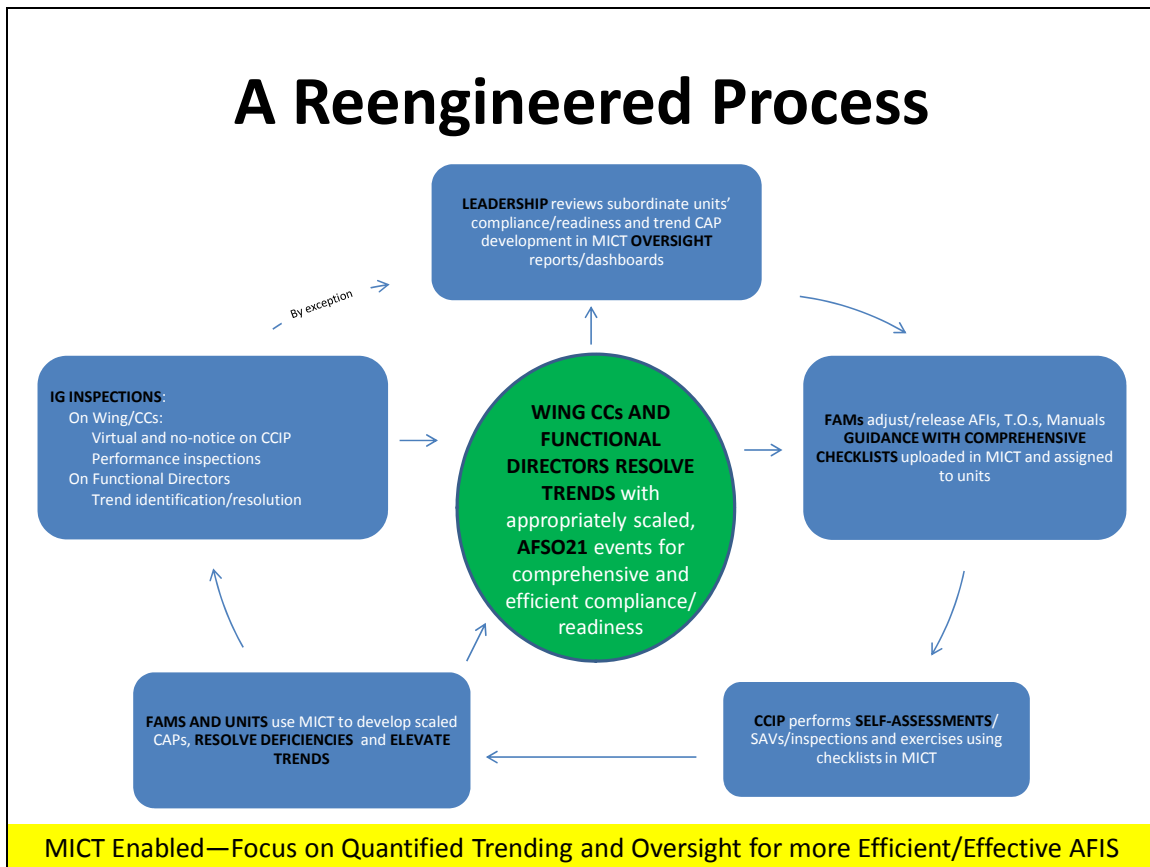 A Reengineered Process
LEADERSHIP reviews subordinate units'
compliance/readiness and trend CAP
development in MICT OVERSIGHT
reports/dashboards
By exception
IG INSPECTIONS:
On Wing/CCs:
Virtual and no-notice on CCIP
Performance inspections
On Functional Directors
Trend identification/resolution
WING CCs AND
FUNCTIONAL
DIRECTORS RESOLVE
TRENDS with
appropriately scaled,
AFSO21 events for
comprehensive and
efficient compliance/
readiness
FAMs adjust/release AFIs, T.O.s, Manuals
GUIDANCE WITH COMPREHENSIVE
CHECKLISTS uploaded in MICT and assigned
to units
FAMS AND UNITS use MICT to develop scaled
CAPs, RESOLVE DEFICIENCIES and ELEVATE
TRENDS
CCIP performs SELF-ASSESSMENTS/
SAVs/inspections and exercises using
checklists in MICT
MICT Enabled—Focus on Quantified Trending and Oversight for more Efficient/Effective AFIS